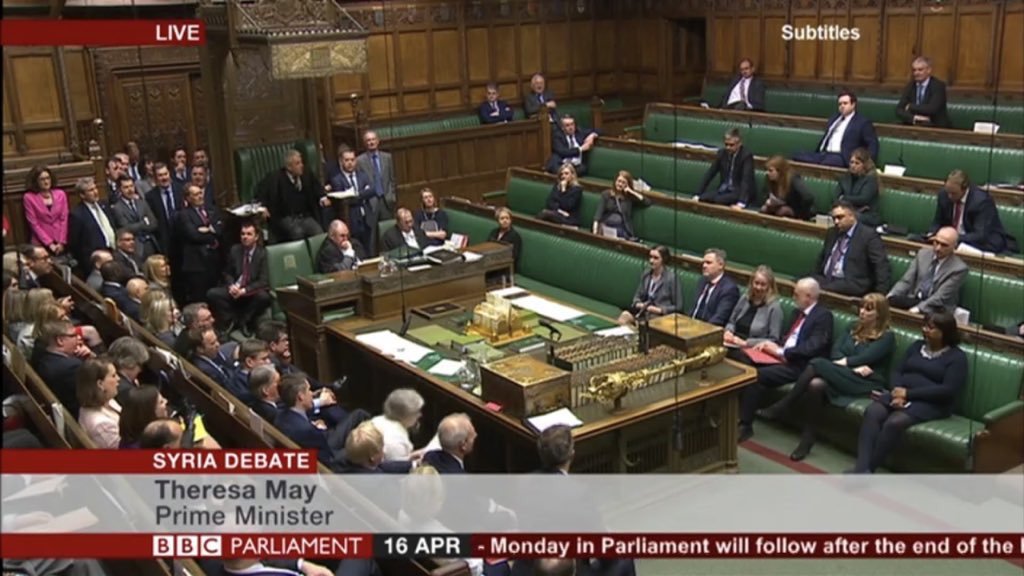 LIVE
Subtitles
SYRIA DEBATE
Theresa May
Prime Minister
BBC PARLIAMENT 16 APR - Monday in Parliament will follow after the end of the